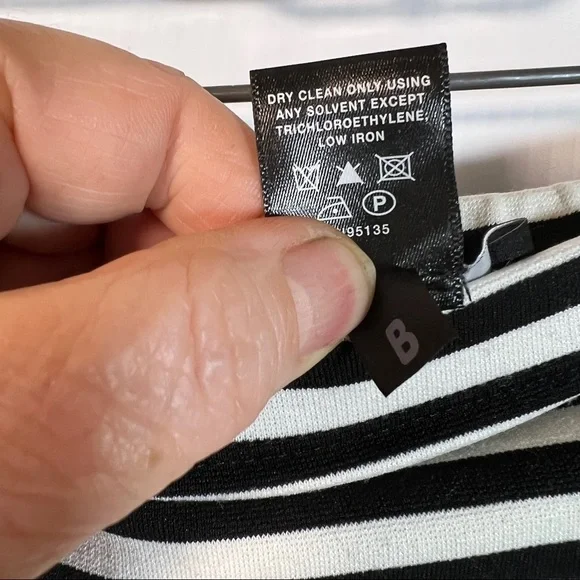 DRY CLEAN ONLY USING
ANY SOLVENT EXCEPT
TRICHLOROETHYLENE,
LOW IRON
P
95135
B